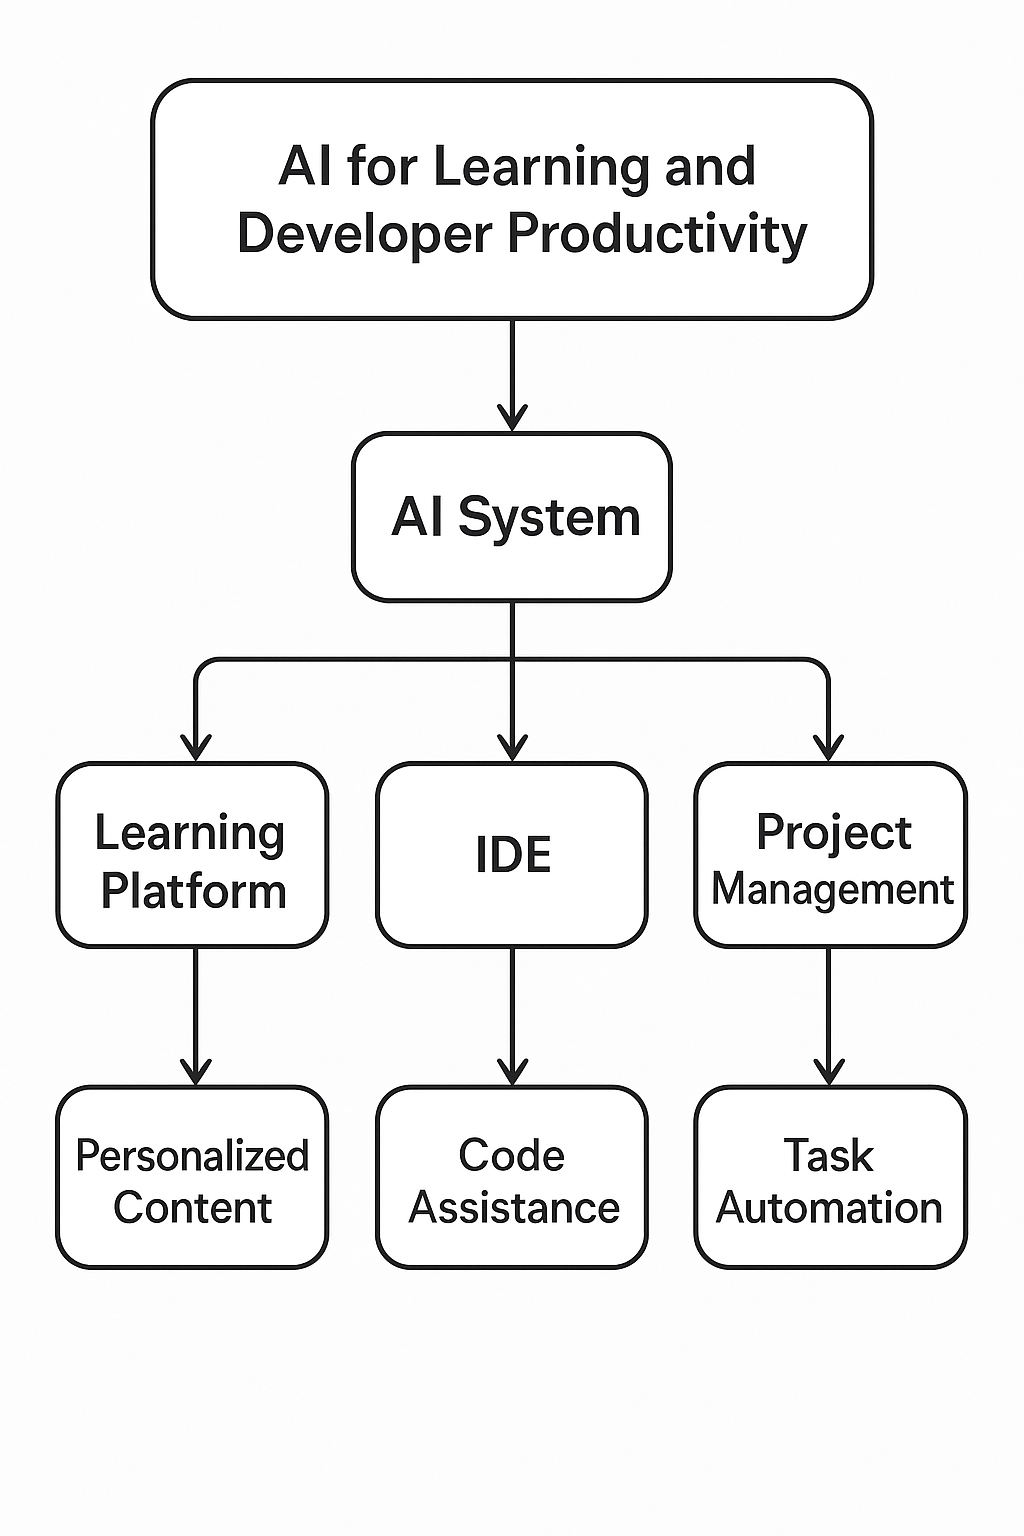 AI for Learning and
Developer Productivity
AI System
Learning
Platform
IDE
Project
Management
Personalized
Content
Code
Assistance
Task
Automation